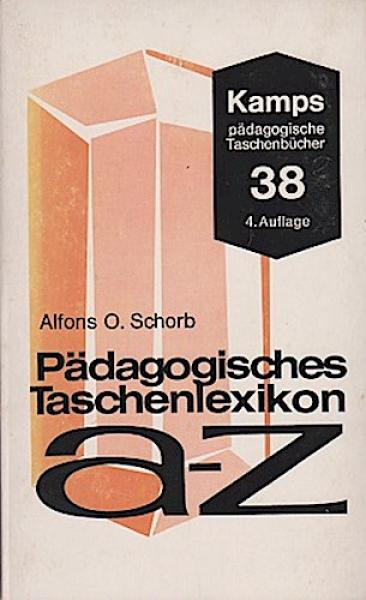 Kamps
pädagogische
Taschenbücher
38
4. Auflage
Alfons O. Schorb
Pädagogisches
Taschenlexikon
a-z